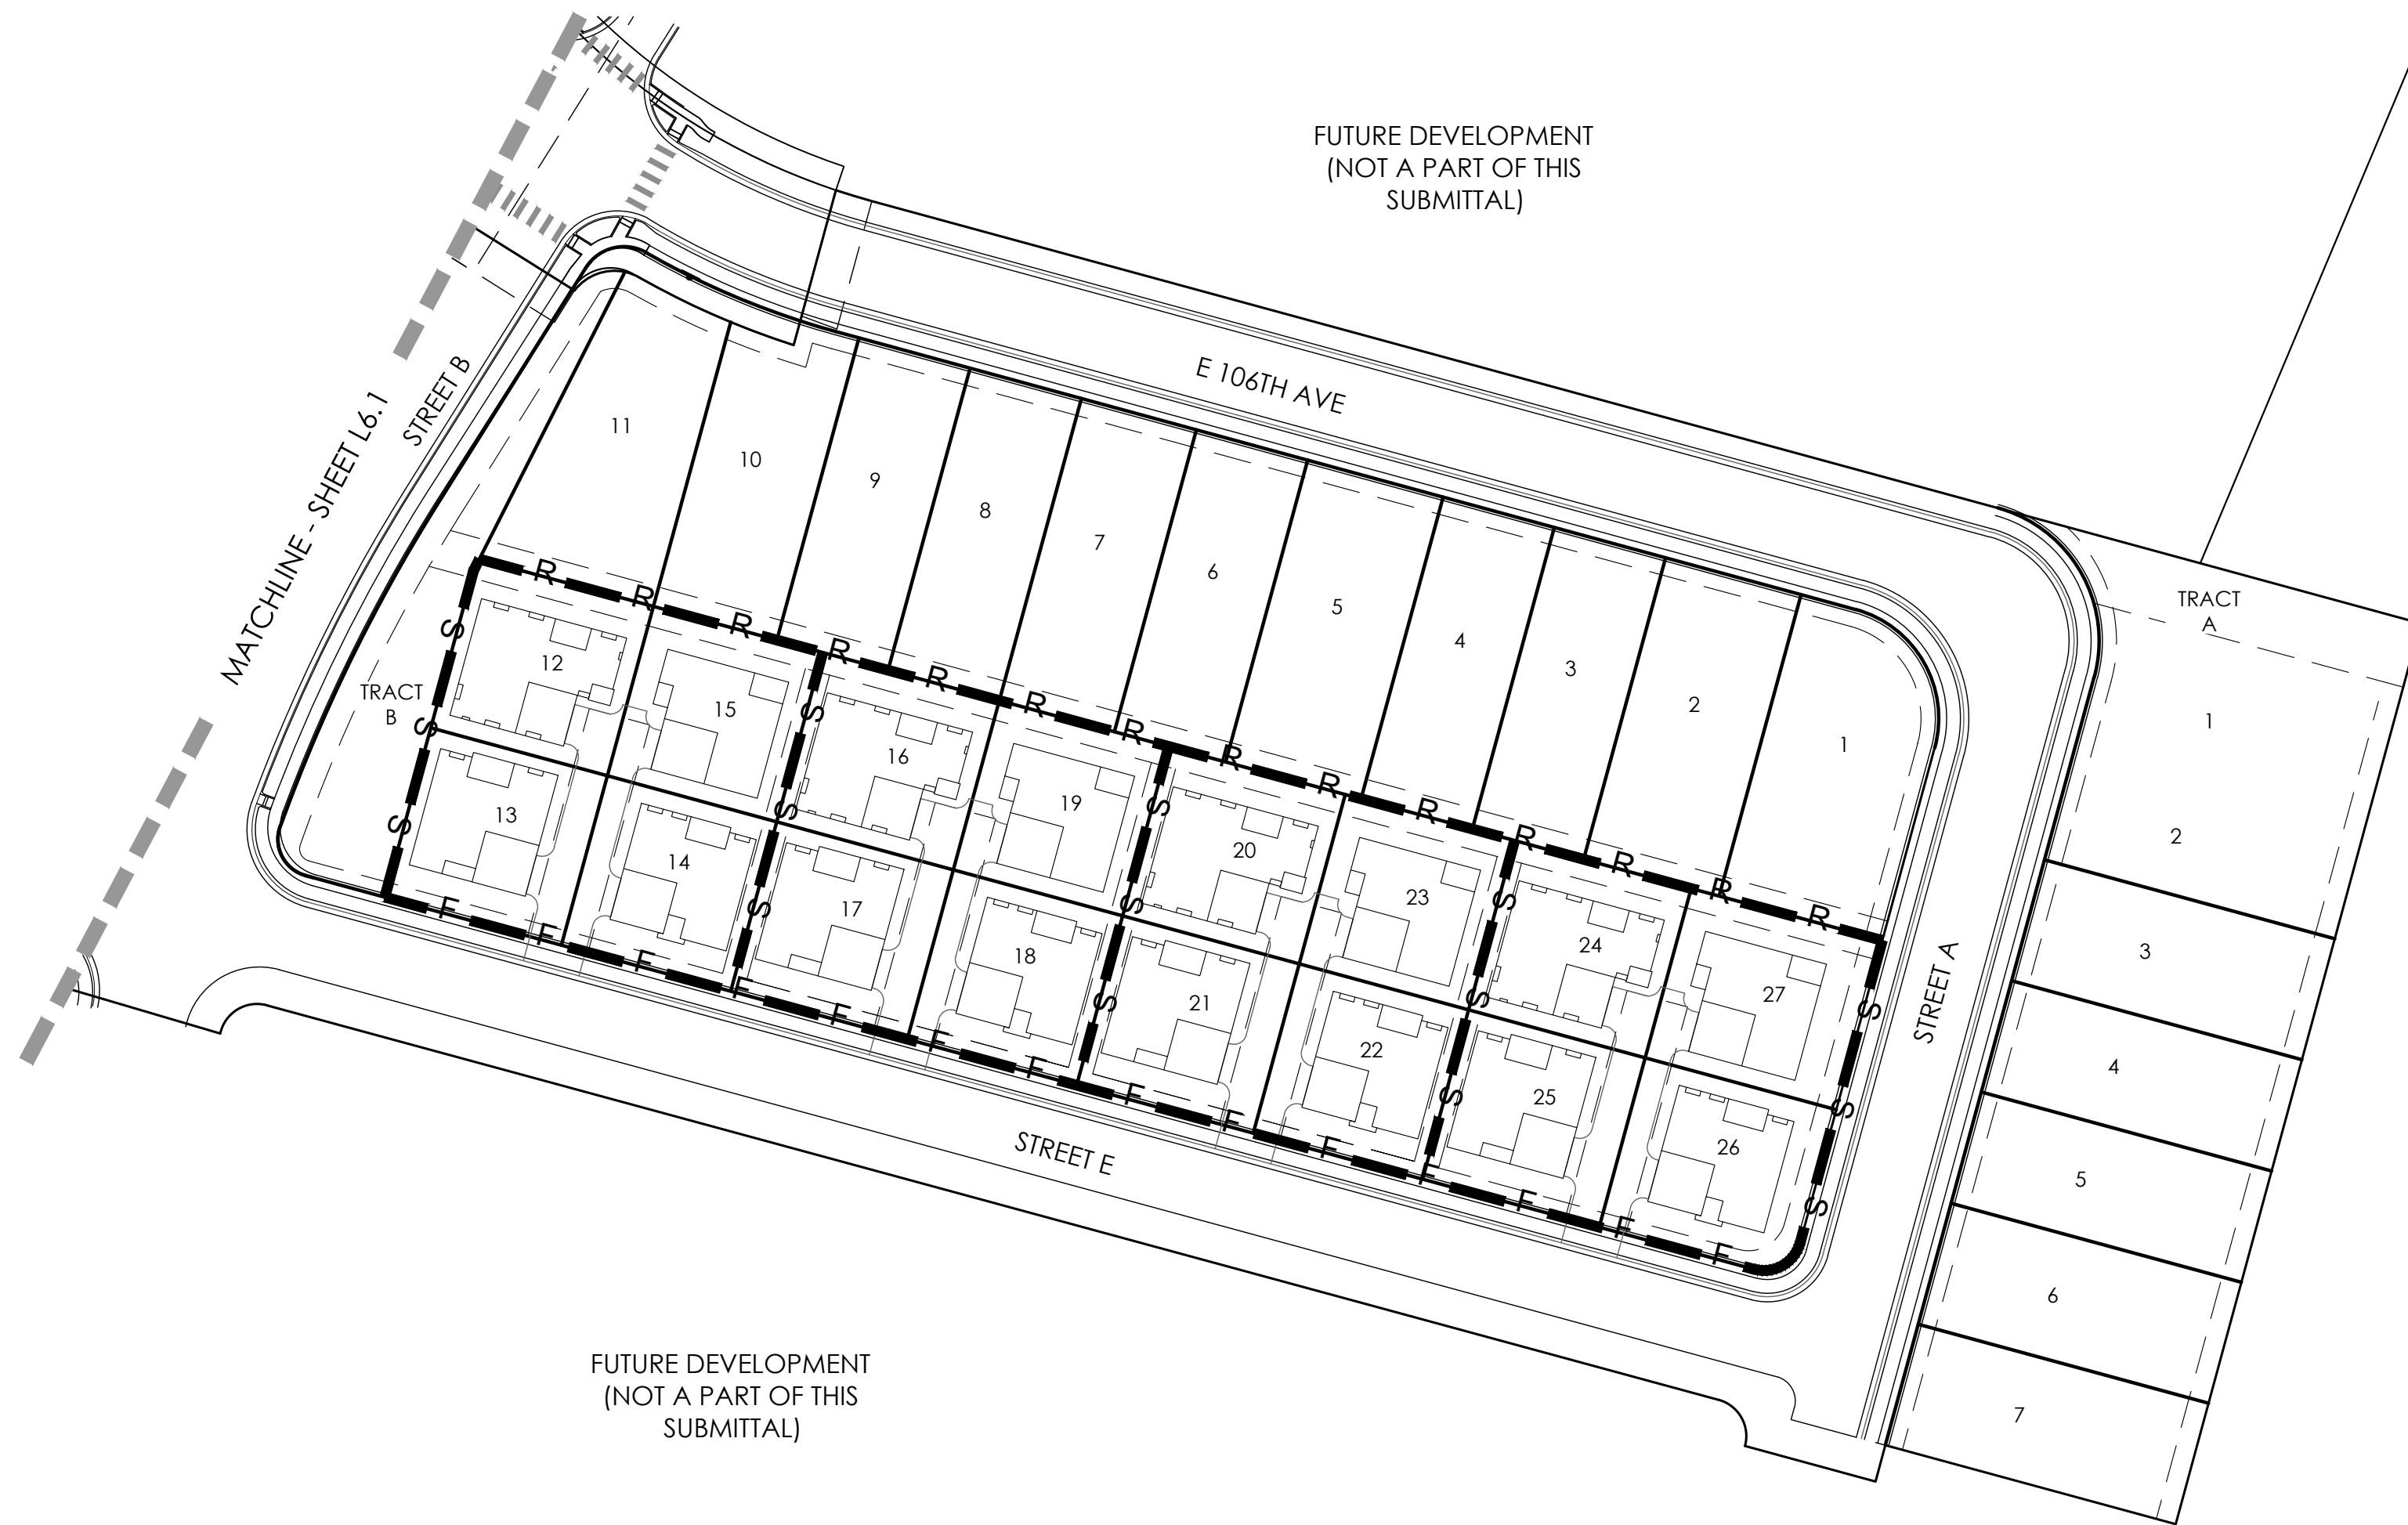 FUTURE DEVELOPMENT
(NOT A PART OF THIS
SUBMITTAL)
E 106TH AVE
STREET B
MATCHLINE - SHEET L6.1
11
10
9
8
7
6
5
4
3
2
1
TRACT
A
1
2
3
4
5
6
7
STREET A
TRACT
B
R R R R R R R R R R R R R R
12
15
16
19
20
23
24
27
13
14
17
18
21
22
25
26
S S S
S S S
S S S
S S S
S S S
F F F F F F F F F F F F F F
STREET E
FUTURE DEVELOPMENT
(NOT A PART OF THIS
SUBMITTAL)